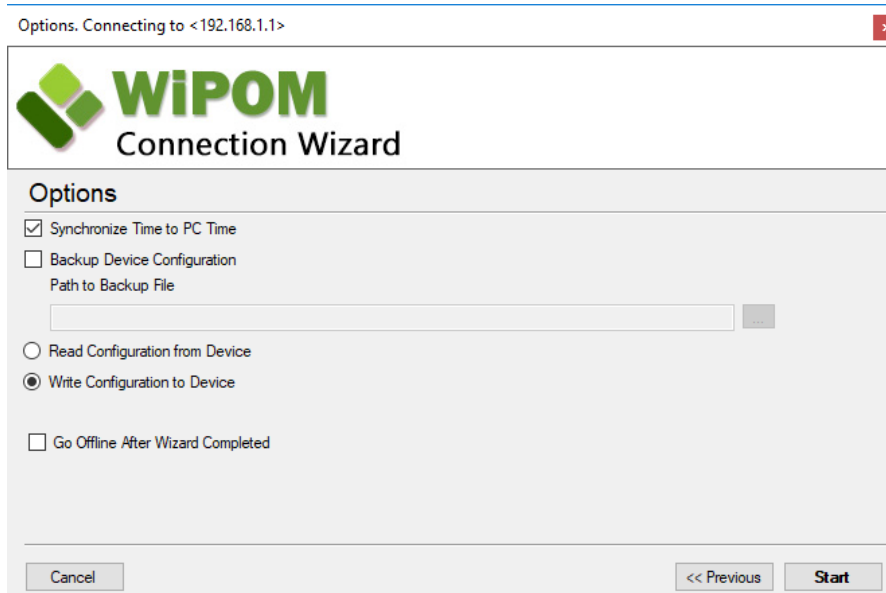 Options. Connecting to <192.168.1.1>
WiPOM
Connection Wizard
Options
Synchronize Time to PC Time
Backup Device Configuration
Path to Backup File
...
Read Configuration from Device
Write Configuration to Device
Go Offline After Wizard Completed
Cancel
<< Previous
Start